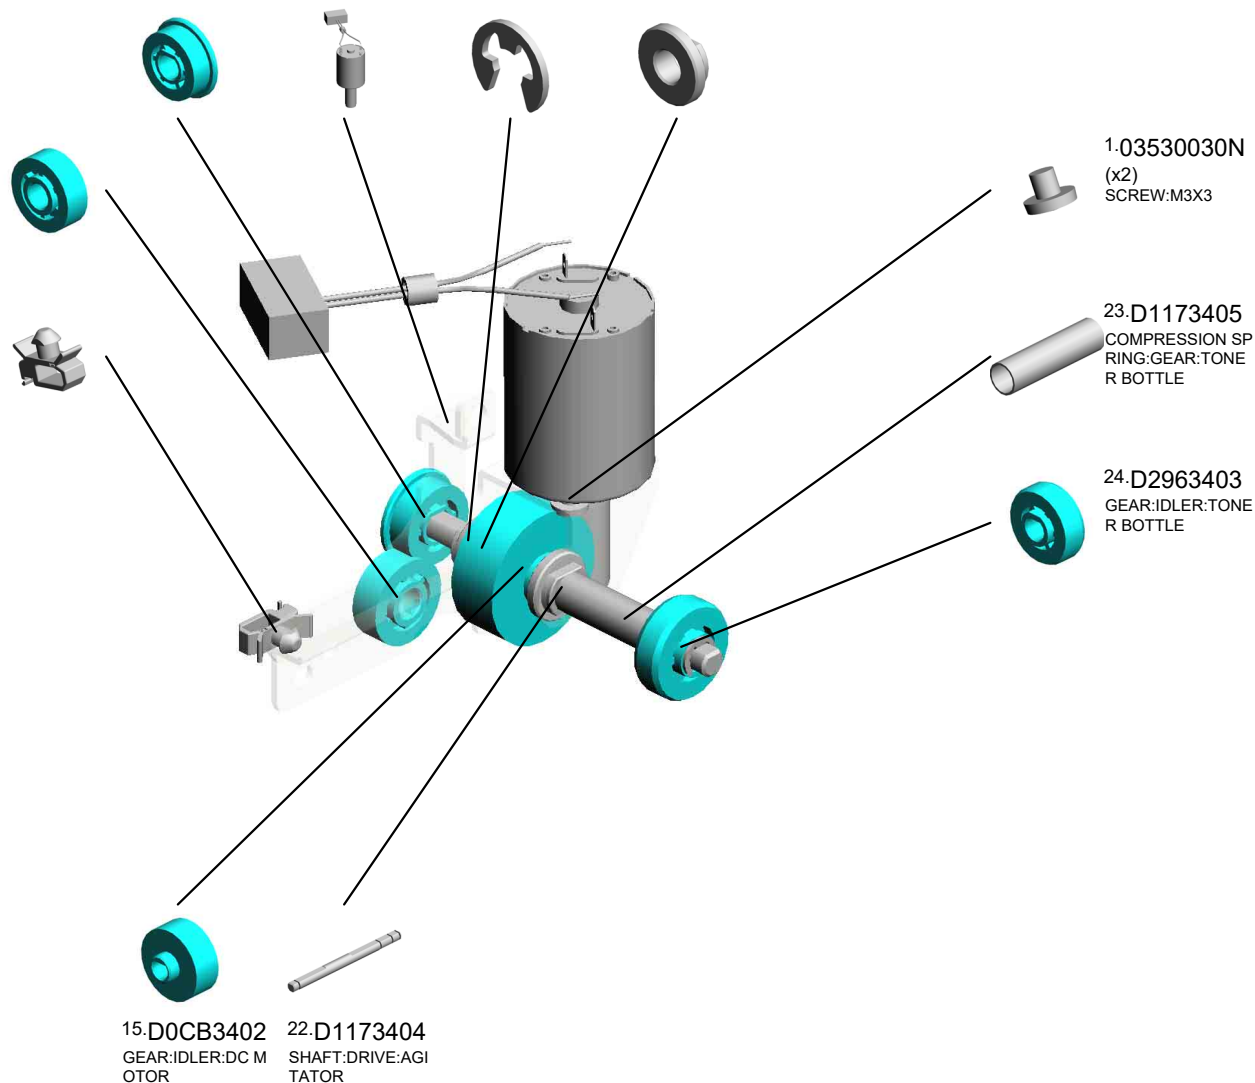 1.03530030N
(x2)
SCREW:M3X3
23.D1173405
COMPRESSION SP
RING:GEAR:TONE
R BOTTLE
24.D2963403
GEAR:IDLER:TONE
R BOTTLE
15.D0CB3402
GEAR:IDLER:DC M
OTOR
22.D1173404
SHAFT:DRIVE:AGI
TATOR